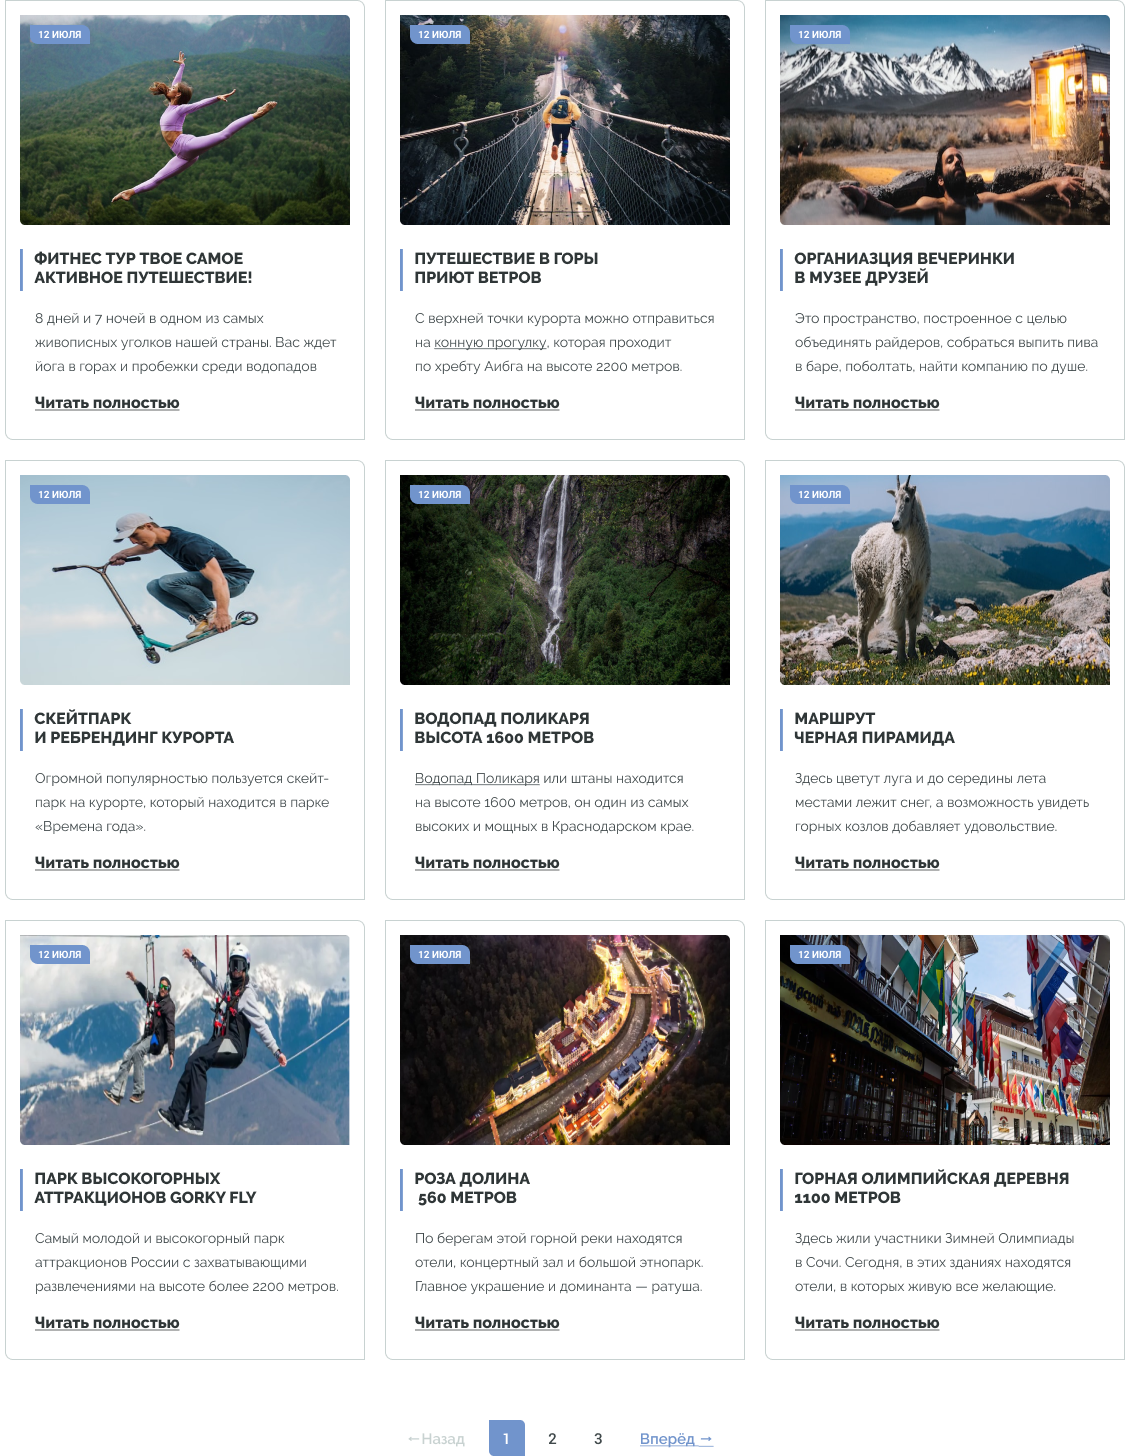 12 ИЮЛЯ
ФИТНЕС ТУР ТВОЕ САМОЕ
АКТИВНОЕ ПУТЕШЕСТВИЕ!
8 дней и 7 ночей в одном из самых
живописных уголков нашей страны. Вас ждет
йога в горах и пробежки среди водопадов
Читать полностью
12 ИЮЛЯ
ПУТЕШЕСТВИЕ В ГОРЫ
ПРИЮТ ВЕТРОВ
С верхней точки курорта можно отправиться
на конную прогулку, которая проходит
по хребту Аибга на высоте 2200 метров.
Читать полностью
12 ИЮЛЯ
ОРГАНИАЗЦИЯ ВЕЧЕРИНКИ
В МУЗЕЕ ДРУЗЕЙ
Это пространство, построенное с целью
объединять райдеров, собраться выпить пива
в баре, поболтать, найти компанию по душе.
Читать полностью
12 ИЮЛЯ
СКЕЙТПАРК
И РЕБРЕНДИНГ КУРОРТА
Огромной популярностью пользуется скейт-
парк на курорте, который находится в парке
«Времена года».
Читать полностью
12 ИЮЛЯ
ВОДОПАД ПОЛИКАРЯ
ВЫСОТА 1600 МЕТРОВ
Водопад Поликаря или штаны находится
на высоте 1600 метров, он один из самых
высоких и мощных в Краснодарском крае.
Читать полностью
12 ИЮЛЯ
МАРШРУТ
ЧЕРНАЯ ПИРАМИДА
Здесь цветут луга и до середины лета
местами лежит снег, а возможность увидеть
горных козлов добавляет удовольствие.
Читать полностью
12 ИЮЛЯ
ПАРК ВЫСОКОГОРНЫХ
АТТРАКЦИОНОВ GORKY FLY
Самый молодой и высокогорный парк
аттракционов России с захватывающими
развлечениями на высоте более 2200 метров.
Читать полностью
12 ИЮЛЯ
РОЗА ДОЛИНА
560 МЕТРОВ
По берегам этой горной реки находятся
отели, концертный зал и большой этнопарк.
Главное украшение и доминанта — ратуша.
Читать полностью
12 ИЮЛЯ
ГОРНАЯ ОЛИМПИЙСКАЯ ДЕРЕВНЯ
1100 МЕТРОВ
Здесь жили участники Зимней Олимпиады
в Сочи. Сегодня, в этих зданиях находятся
отели, в которых живую все желающие.
Читать полностью
←Назад 1 2 3 Вперёд →